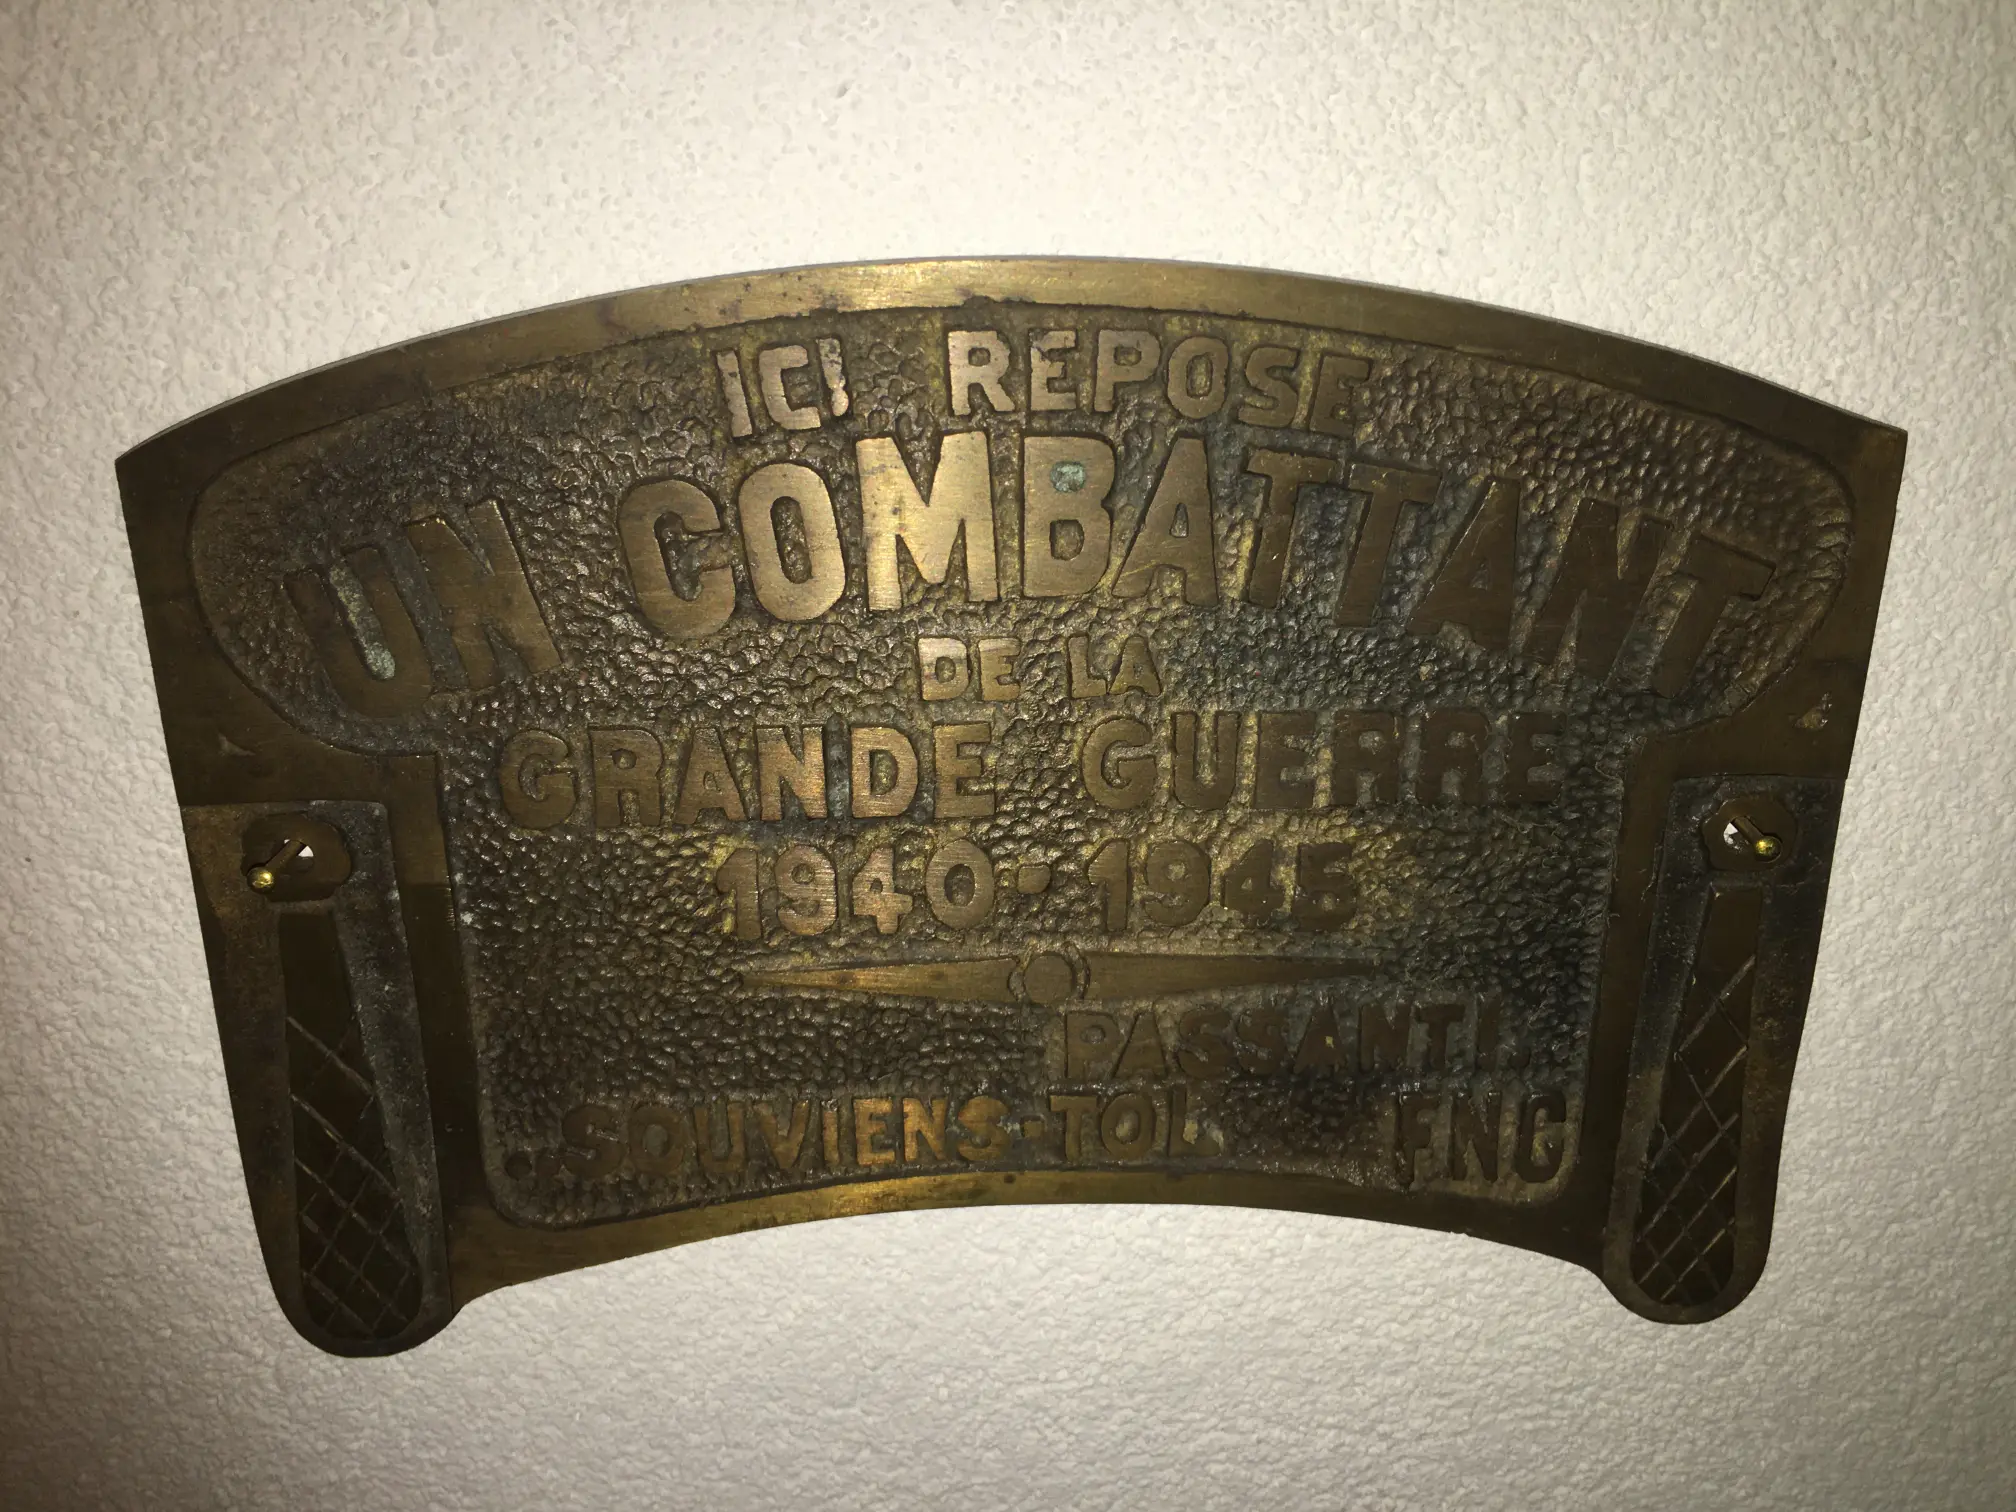 ICI REPOSE
UN COMBATTANT
DE LA
GRANDE GUERRE
1940 • 1945
PASSANT!..
..SOUVIENS-TOI FNC